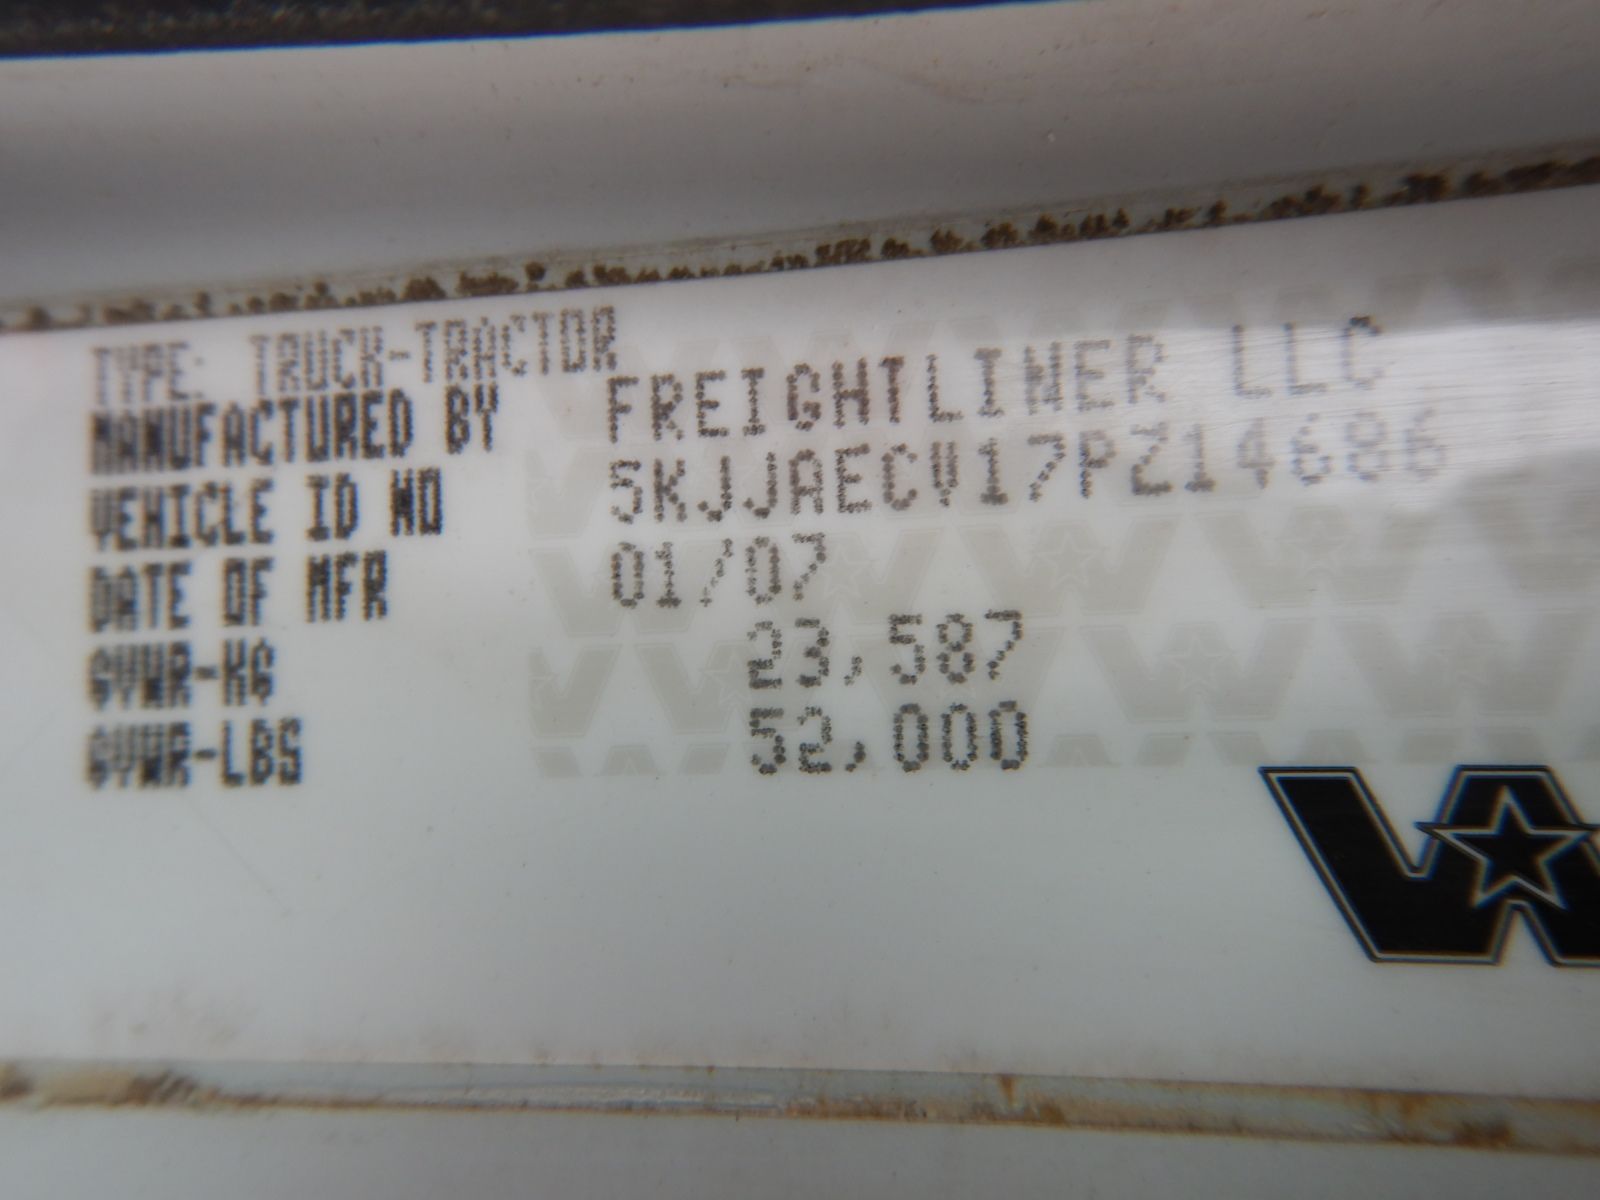 TYPE: TRUCK-TRACTOR
MANUFACTURED BY FREIGHTLINER LLC
VEHICLE ID NO 5KJJAECV17PZ14686
DATE OF MFR 01/07
GVWR-KG 23,587
GVWR-LBS 52,000